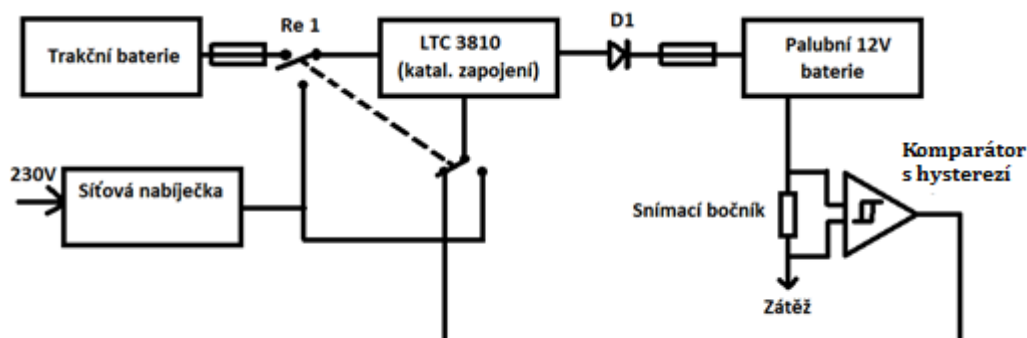 Trakční baterie
Re 1
LTC 3810
(katal. zapojení)
D1
Palubní 12V
baterie
230V
Síťová nabíječka
Snímací bočník
Komparátor
s hysterezí
Zátěž